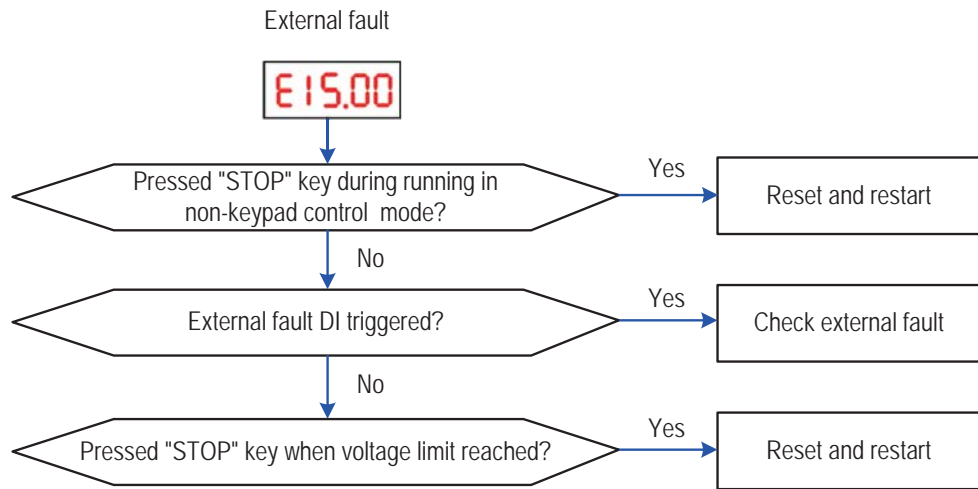 External fault
E15.00
Pressed "STOP" key during running in
non-keypad control mode?
Yes
Reset and restart
No
External fault DI triggered?
Yes
Check external fault
No
Pressed "STOP" key when voltage limit reached?
Yes
Reset and restart